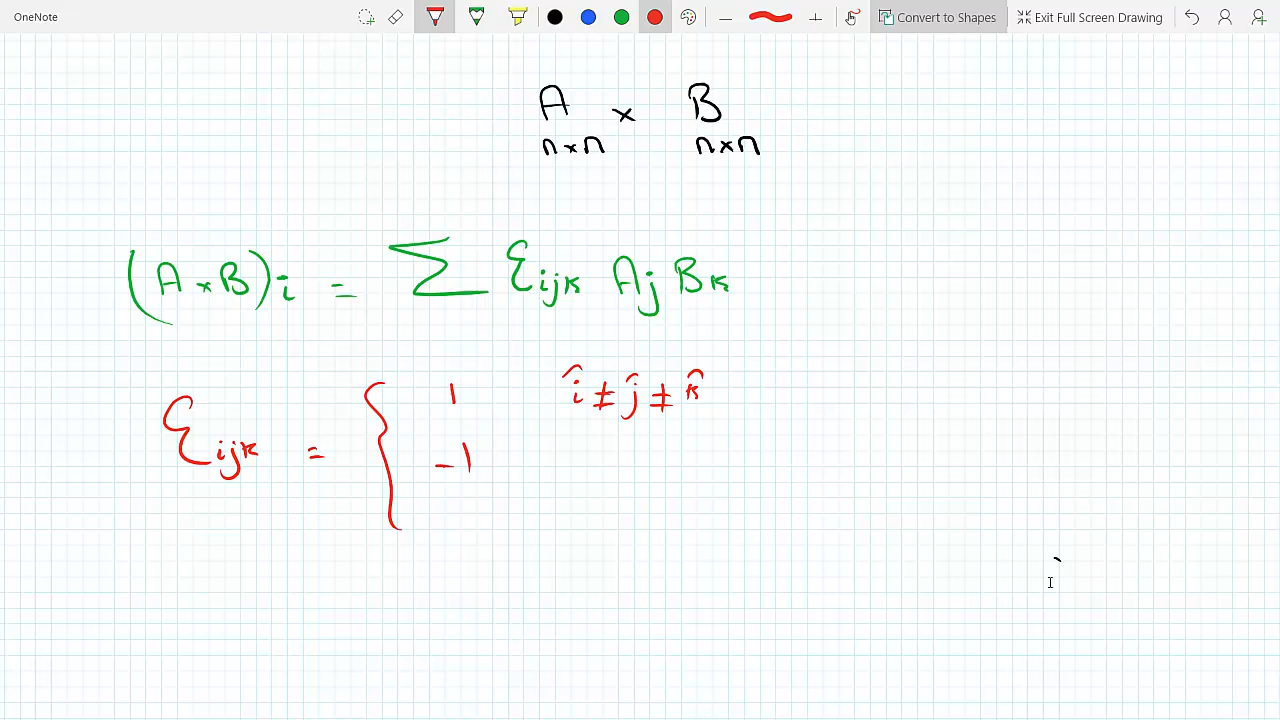 OneNote
Convert to Shapes
Exit Full Screen Drawing
A × B
n×n n×n
(A×B)i = Σ εijk Aj Bk
εijk = { 1 î ≠ ĵ ≠ k̂
-1